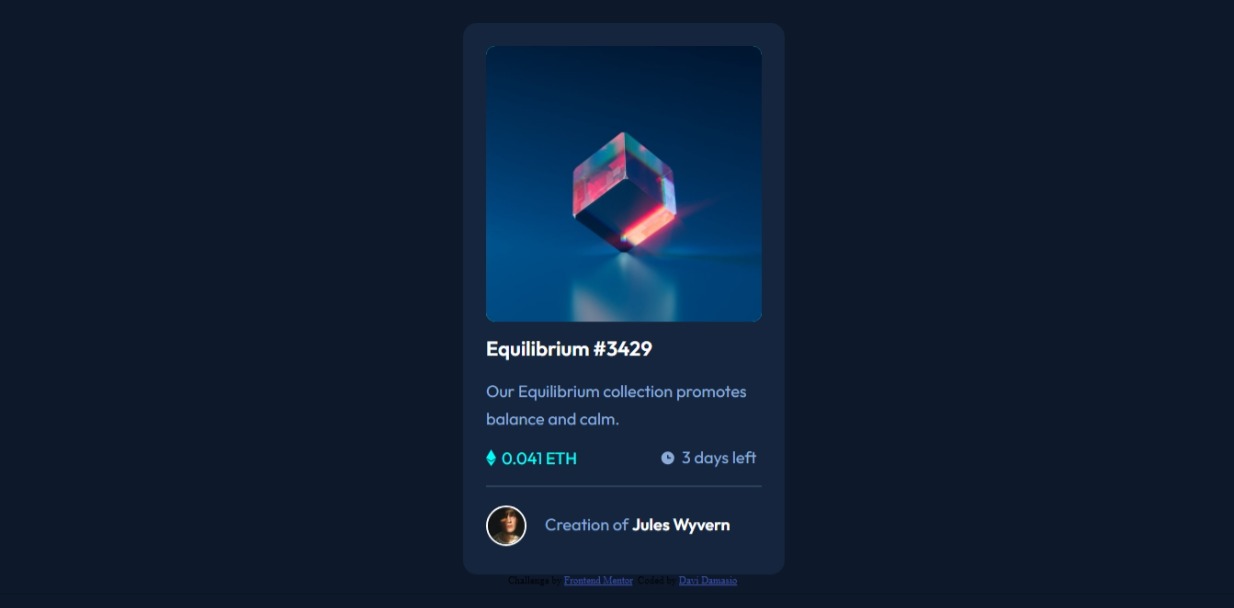 Equilibrium #3429
Our Equilibrium collection promotes
balance and calm.
0.041 ETH
3 days left
Creation of Jules Wyvern
Challenge by Frontend Mentor. Coded by Davi Damasio